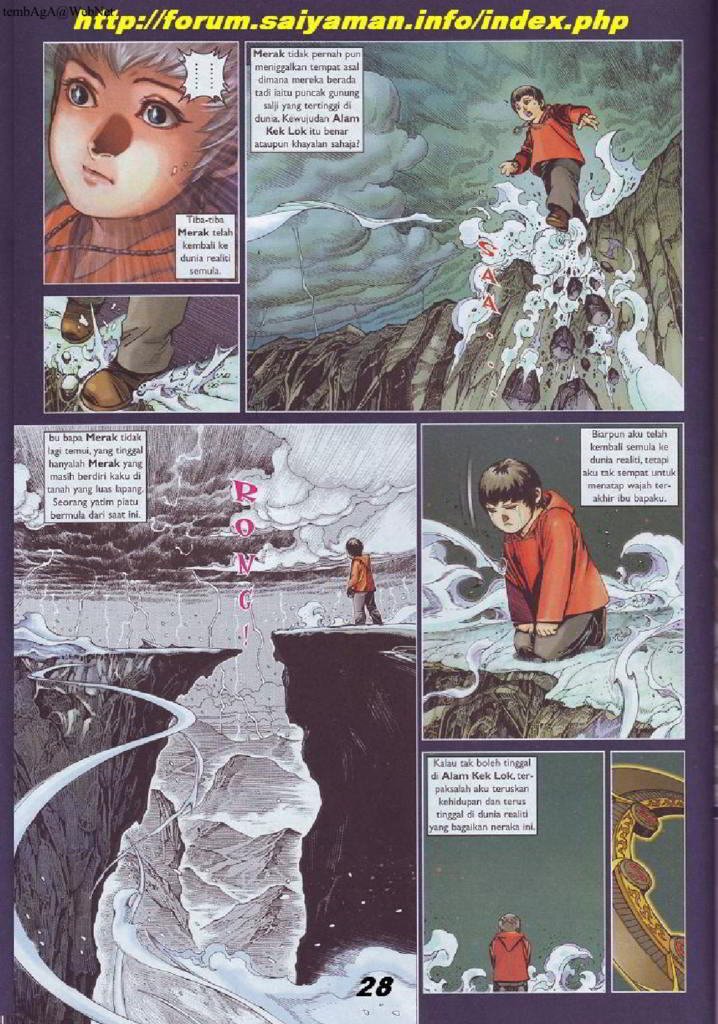 tembAgA@WebNet
http://forum.saiyaman.info/index.php
Tiba-tiba
Merak telah
kembali ke
dunia realiti
semula.
Merak tidak pernah pun
meniggalkan tempat asal
dimana mereka berada
tadi iaitu puncak gunung
salji yang tertinggi di
dunia. Kewujudan Alam
Kek Lok itu benar
ataupun khayalan sahaja?
SAA...
bu bapa Merak tidak
lagi temui, yang tinggal
hanyalah Merak yang
masih berdiri kaku di
tanah yang luas lapang.
Seorang yatim piatu
bermula dari saat ini.
RONG!
Biarpun aku telah
kembali semula ke
dunia realiti, tetapi
aku tak sempat untuk
menatap wajah ter-
akhir ibu bapaku.
Kalau tak boleh tinggal
di Alam Kek Lok, ter-
paksalah aku teruskan
kehidupan dan terus
tinggal di dunia realiti
yang bagaikan neraka ini.
28